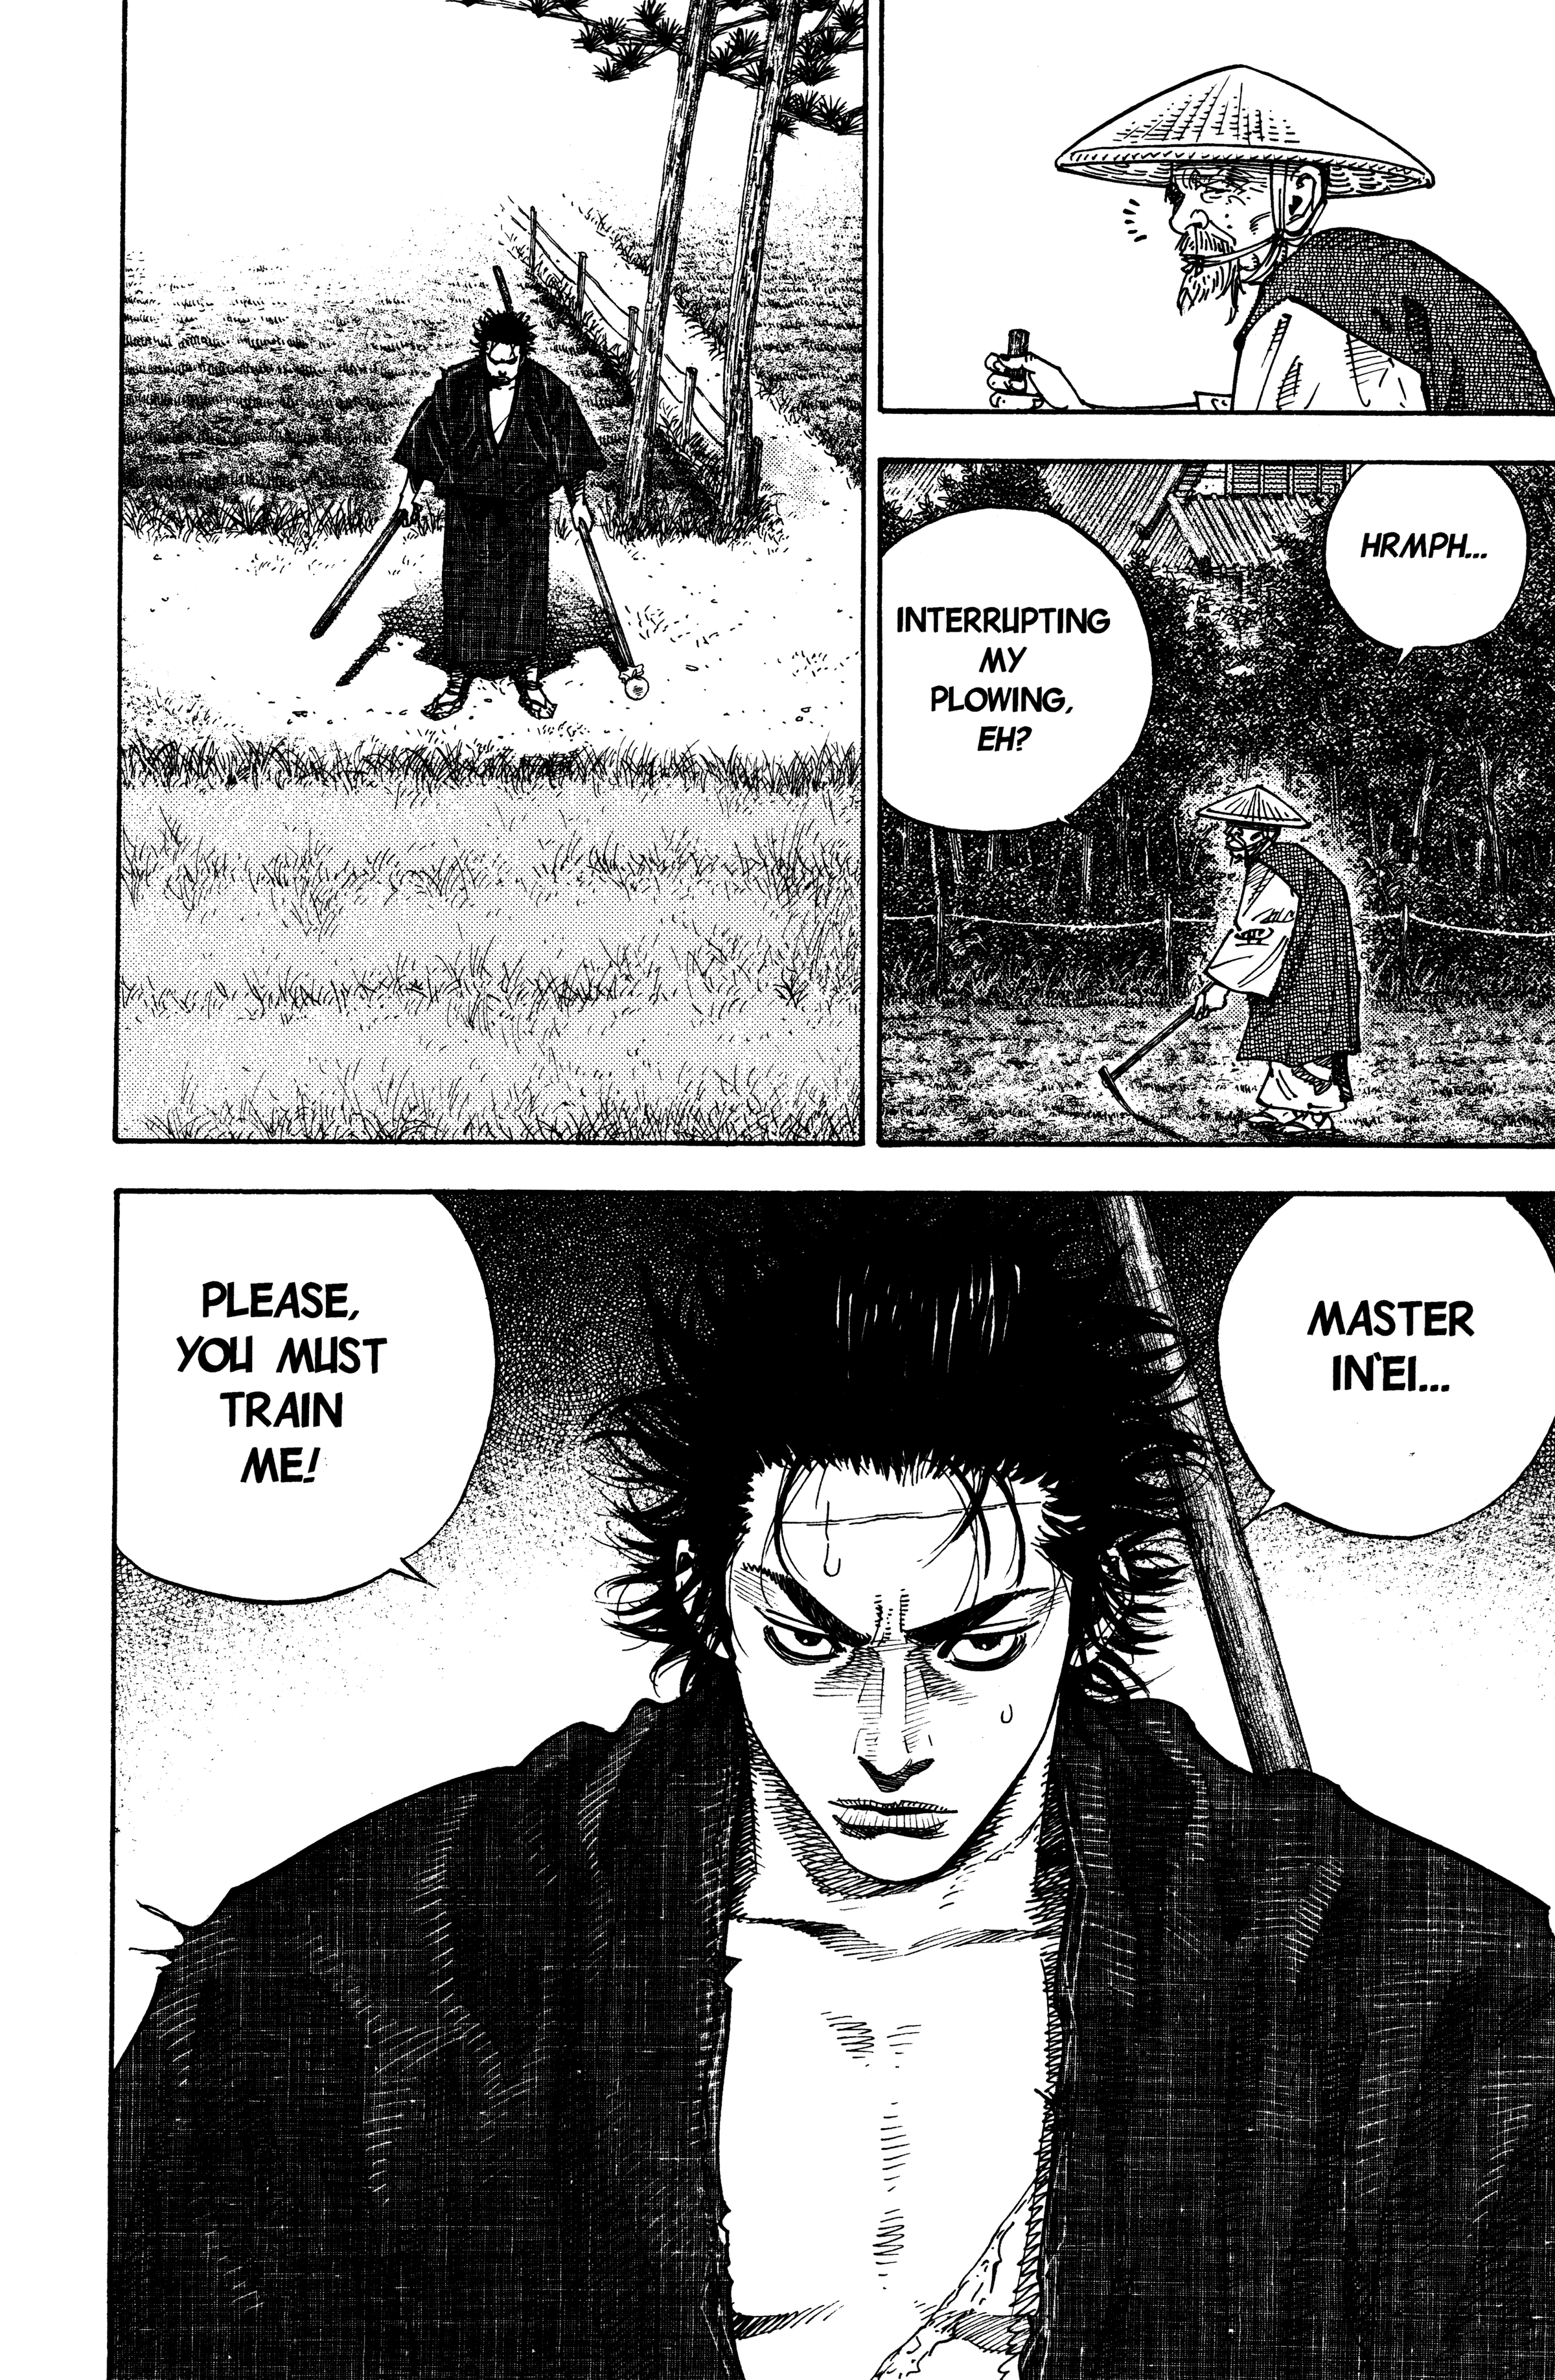 HRMPH...
INTERRUPTING
MY
PLOWING,
EH?
MASTER
IN'EI...
PLEASE,
YOU MUST
TRAIN
ME!